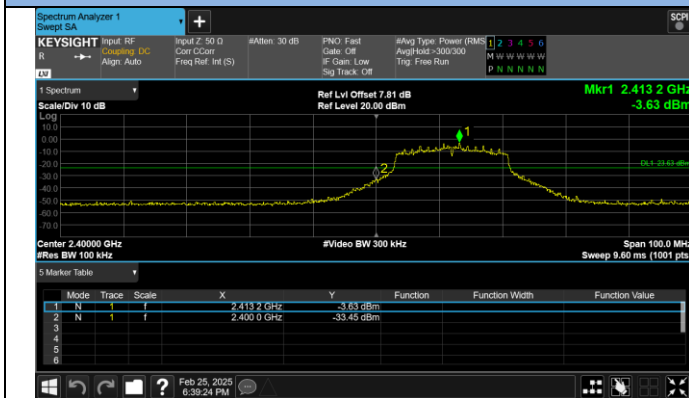 Spectrum Analyzer 1
Swept SA
+
SCPI
KEYSIGHT Input: RF Input Z: 50 Ω #Atten: 30 dB PNO: Fast #Avg Type: Power (RMS 1 2 3 4 5 6
R Coupling: DC Corr CCorr Gate: Off Avg|Hold:>300/300 M W W W W W
Align: Auto Freq Ref: Int (S) IF Gain: Low Trig: Free Run P N N N N N
Sig Track: Off
LXI
1 Spectrum Ref Lvl Offset 7.81 dB Mkr1 2.413 2 GHz
Scale/Div 10 dB Ref Level 20.00 dBm -3.63 dBm
Log
10.0
0.00
-10.0
-20.0
-30.0
-40.0
-50.0
-60.0
-70.0
1
2
DL1 -23.63 dBm
Center 2.40000 GHz #Video BW 300 kHz Span 100.0 MHz
#Res BW 100 kHz Sweep 9.60 ms (1001 pts
5 Marker Table
Mode Trace Scale X Y Function Function Width Function Value
1 N 1 f 2.413 2 GHz -3.63 dBm
2 N 1 f 2.400 0 GHz -33.45 dBm
3
4
5
6
? Feb 25, 2025
6:39:24 PM